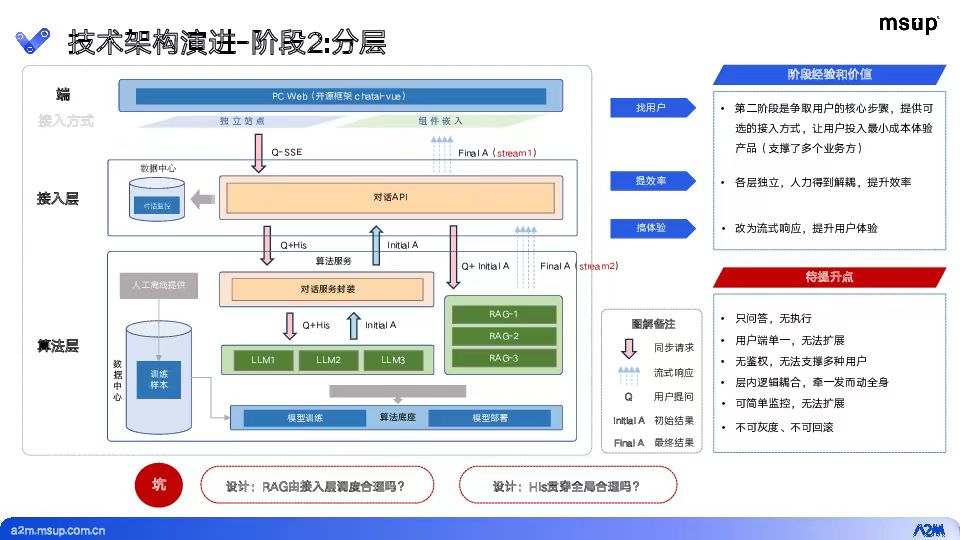 技术架构演进-阶段2:分层
msup®
端
接入方式
PC Web（开源框架 chatai-vue）
独立站点
组件嵌入
Q-SSE
Final A（stream1）
接入层
数据中心
对话监控
对话API
Q+His
Initial A
算法服务
Q+ Initial A
Final A（stream2）
算法层
人工离线提供
对话服务封装
Q+His
Initial A
RAG-1
RAG-2
RAG-3
LLM1
LLM2
LLM3
数据中心
训练
样本
模型训练
算法底座
模型部署
图解备注
同步请求
流式响应
Q 用户提问
Initial A 初始结果
Final A 最终结果
找用户
提效率
搞体验
阶段经验和价值
• 第二阶段是争取用户的核心步骤，提供可
选的接入方式，让用户投入最小成本体验
产品（支撑了多个业务方）
• 各层独立，人力得到解耦，提升效率
• 改为流式响应，提升用户体验
待提升点
• 只问答，无执行
• 用户端单一，无法扩展
• 无鉴权，无法支撑多种用户
• 层内逻辑耦合，牵一发而动全身
• 可简单监控，无法扩展
• 不可灰度、不可回滚
坑
设计：RAG由接入层调度合理吗？
设计：His贯穿全局合理吗？
a2m.msup.com.cn
A2M